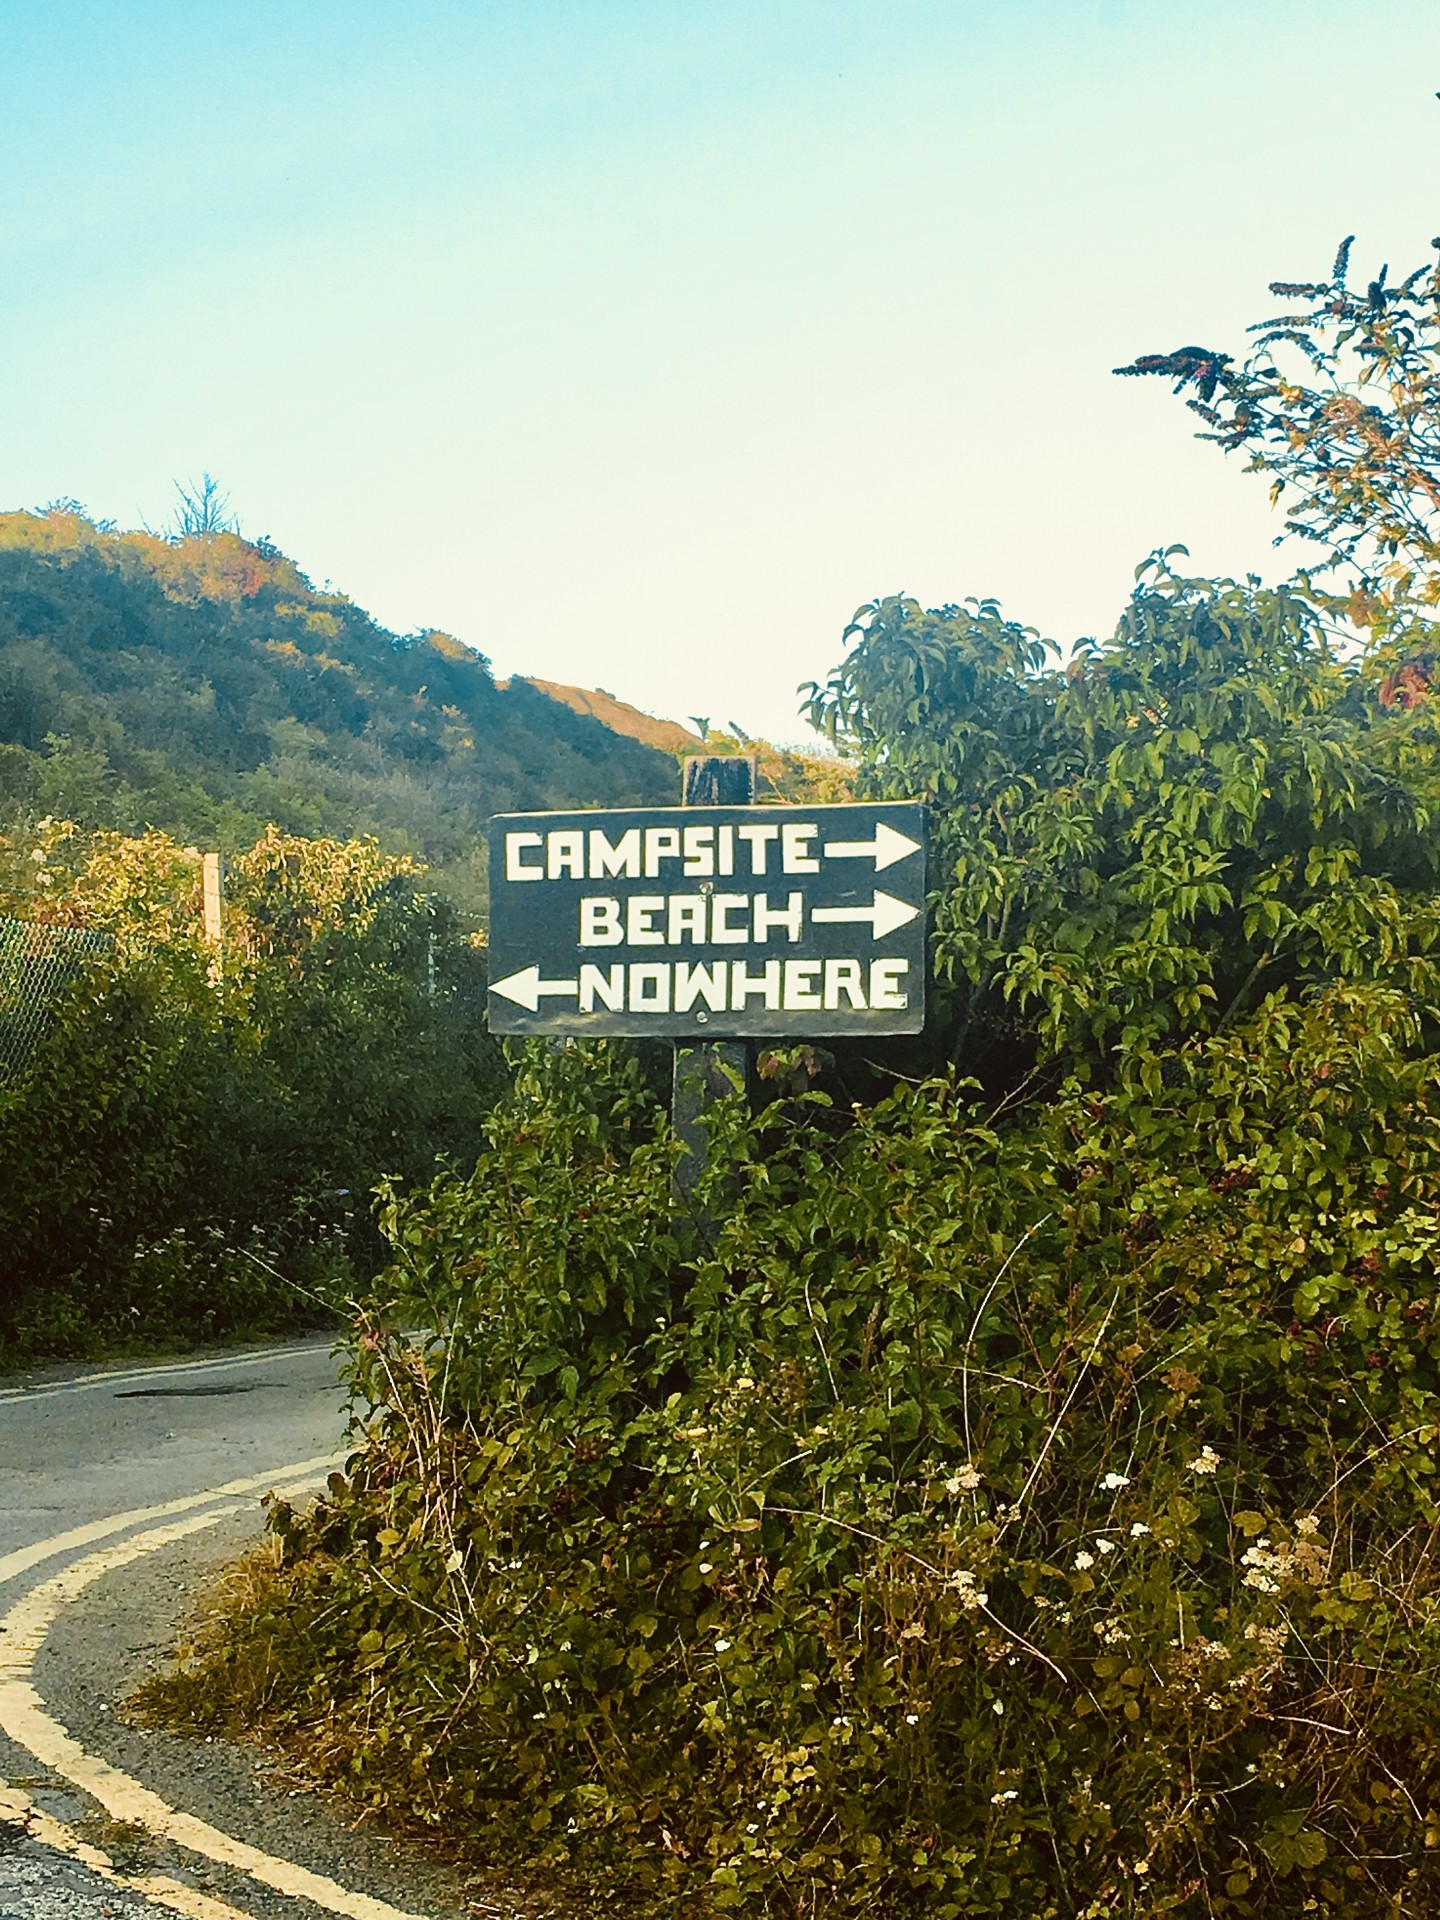 CAMPSITE →
BEACH →
← NOWHERE